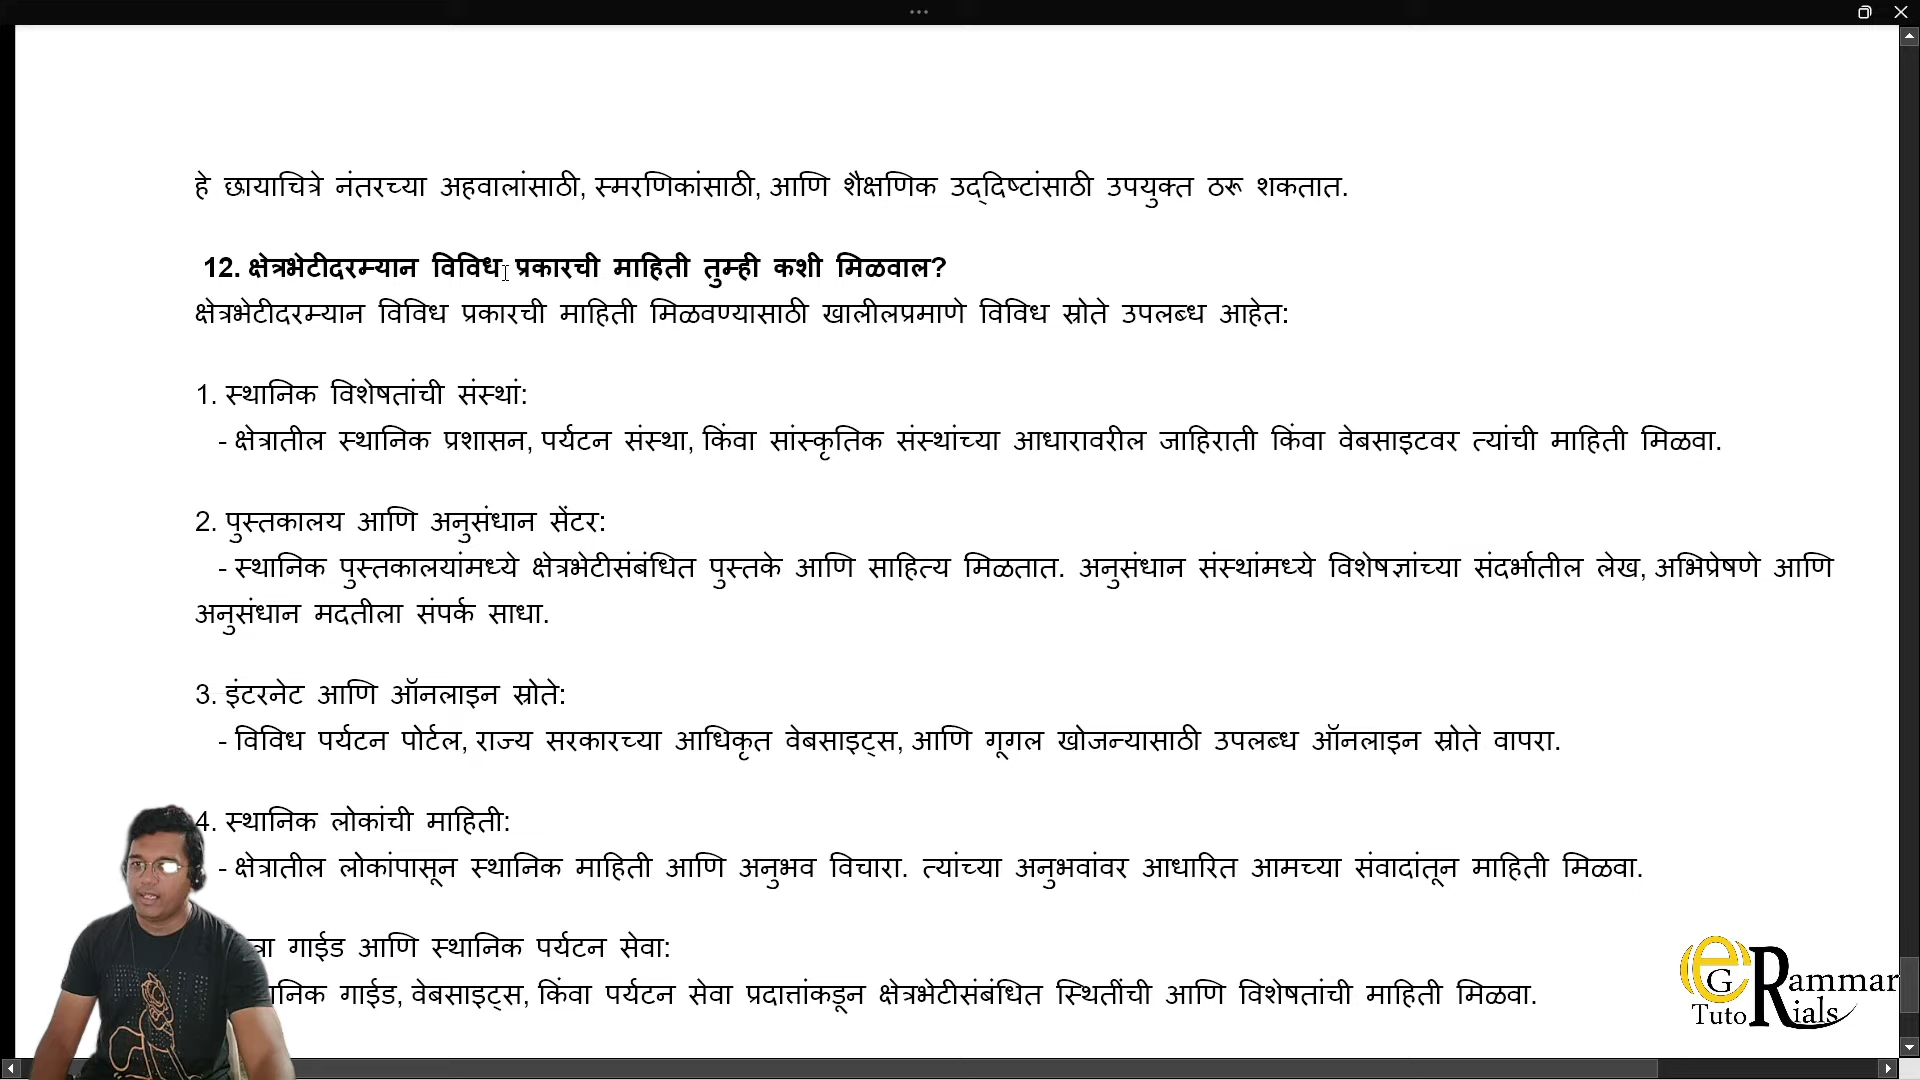 हे छायाचित्रे नंतरच्या अहवालांसाठी, स्मरणिकांसाठी, आणि शैक्षणिक उद्दिष्टांसाठी उपयुक्त ठरू शकतात.
12. क्षेत्रभेटीदरम्यान विविध प्रकारची माहिती तुम्ही कशी मिळवाल?
क्षेत्रभेटीदरम्यान विविध प्रकारची माहिती मिळवण्यासाठी खालीलप्रमाणे विविध स्रोते उपलब्ध आहेत:
1. स्थानिक विशेषतांची संस्थां:
- क्षेत्रातील स्थानिक प्रशासन, पर्यटन संस्था, किंवा सांस्कृतिक संस्थांच्या आधारावरील जाहिराती किंवा वेबसाइटवर त्यांची माहिती मिळवा.
2. पुस्तकालय आणि अनुसंधान सेंटर:
- स्थानिक पुस्तकालयांमध्ये क्षेत्रभेटीसंबंधित पुस्तके आणि साहित्य मिळतात. अनुसंधान संस्थांमध्ये विशेषज्ञांच्या संदर्भातील लेख, अभिप्रेषणे आणि
अनुसंधान मदतीला संपर्क साधा.
3. इंटरनेट आणि ऑनलाइन स्रोते:
- विविध पर्यटन पोर्टल, राज्य सरकारच्या आधिकृत वेबसाइट्स, आणि गूगल खोजन्यासाठी उपलब्ध ऑनलाइन स्रोते वापरा.
4. स्थानिक लोकांची माहिती:
- क्षेत्रातील लोकांपासून स्थानिक माहिती आणि अनुभव विचारा. त्यांच्या अनुभवांवर आधारित आमच्या संवादांतून माहिती मिळवा.
गाईड आणि स्थानिक पर्यटन सेवा:
गाईड, वेबसाइट्स, किंवा पर्यटन सेवा प्रदात्तांकडून क्षेत्रभेटीसंबंधित स्थितींची आणि विशेषतांची माहिती मिळवा.
eGRammar
TutoRials